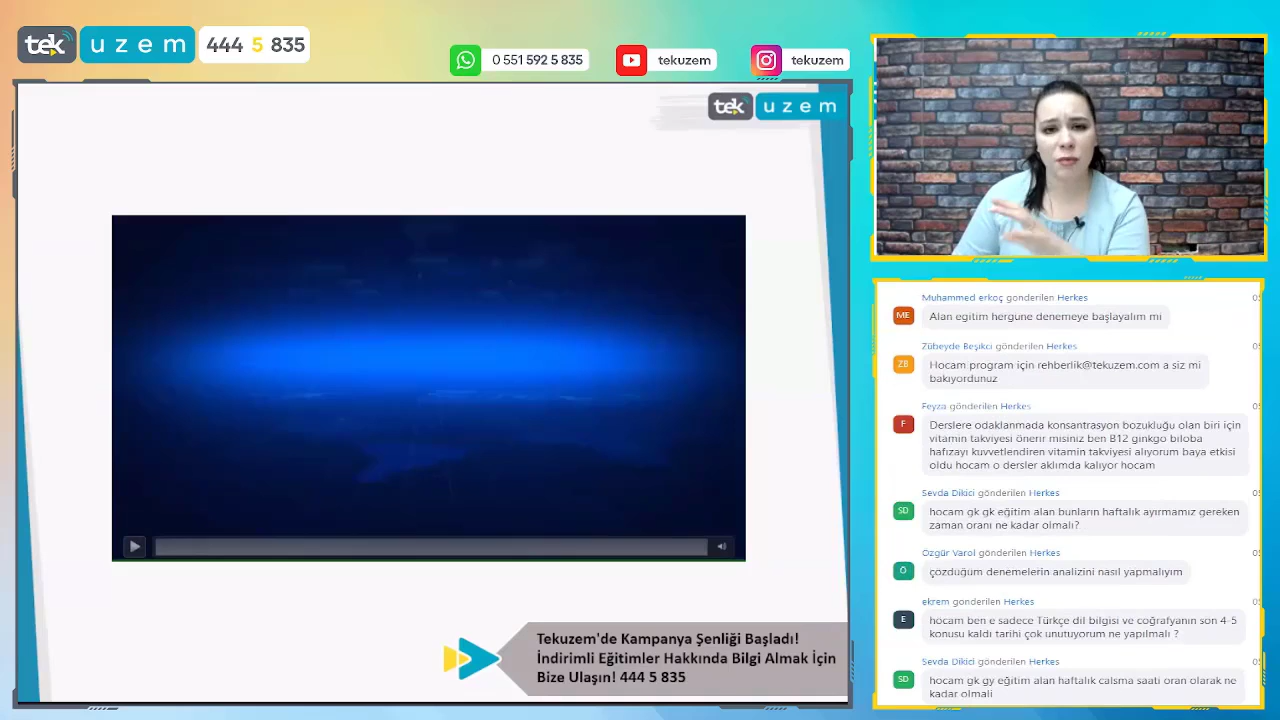 tek uzem 444 5 835
0 551 592 5 835
tekuzem
tekuzem
tek uzem
Muhammed erkoç gönderilen Herkes
ME
Alan egitim hergune denemeye başlayalım mi
Zübeyde Beşikci gönderilen Herkes
ZB
Hocam program için rehberlik@tekuzem.com a siz mi
bakıyordunuz
Feyza gönderilen Herkes
F
Derslere odaklanmada konsantrasyon bozukluğu olan biri için
vitamin takviyesi önerir misiniz ben B12 ginkgo biloba
hafızayı kuvvetlendiren vitamin takviyesi alıyorum baya etkisi
oldu hocam o dersler aklımda kalıyor hocam
Sevda Dikici gönderilen Herkes
SD
hocam gk gk eğitim alan bunların haftalık ayırmamız gereken
zaman oranı ne kadar olmalı?
Özgür Varol gönderilen Herkes
Ö
çözdüğüm denemelerin analizini nasıl yapmalıyım
ekrem gönderilen Herkes
E
hocam ben e sadece Türkçe dil bilgisi ve coğrafyanın son 4-5
konusu kaldı tarihi çok unutuyorum ne yapılmalı ?
Sevda Dikici gönderilen Herkes
SD
hocam gk gy eğitim alan haftalık calsma saati oran olarak ne
kadar olmali
Tekuzem'de Kampanya Şenliği Başladı!
İndirimli Eğitimler Hakkında Bilgi Almak İçin
Bize Ulaşın! 444 5 835